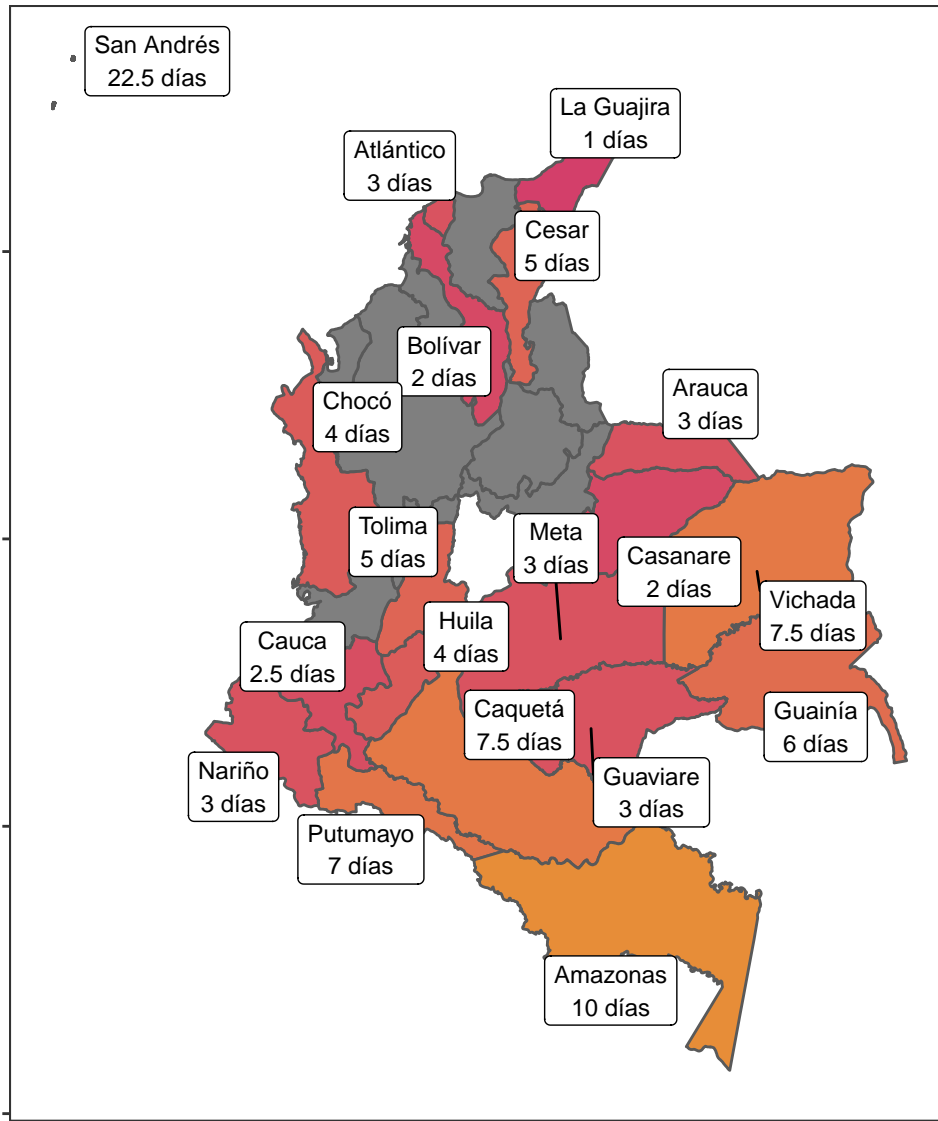 San Andrés
22.5 días
La Guajira
1 días
Atlántico
3 días
Cesar
5 días
Bolívar
2 días
Arauca
3 días
Chocó
4 días
Tolima
5 días
Meta
3 días
Casanare
2 días
Vichada
7.5 días
Huila
4 días
Cauca
2.5 días
Caquetá
7.5 días
Guainía
6 días
Nariño
3 días
Guaviare
3 días
Putumayo
7 días
Amazonas
10 días